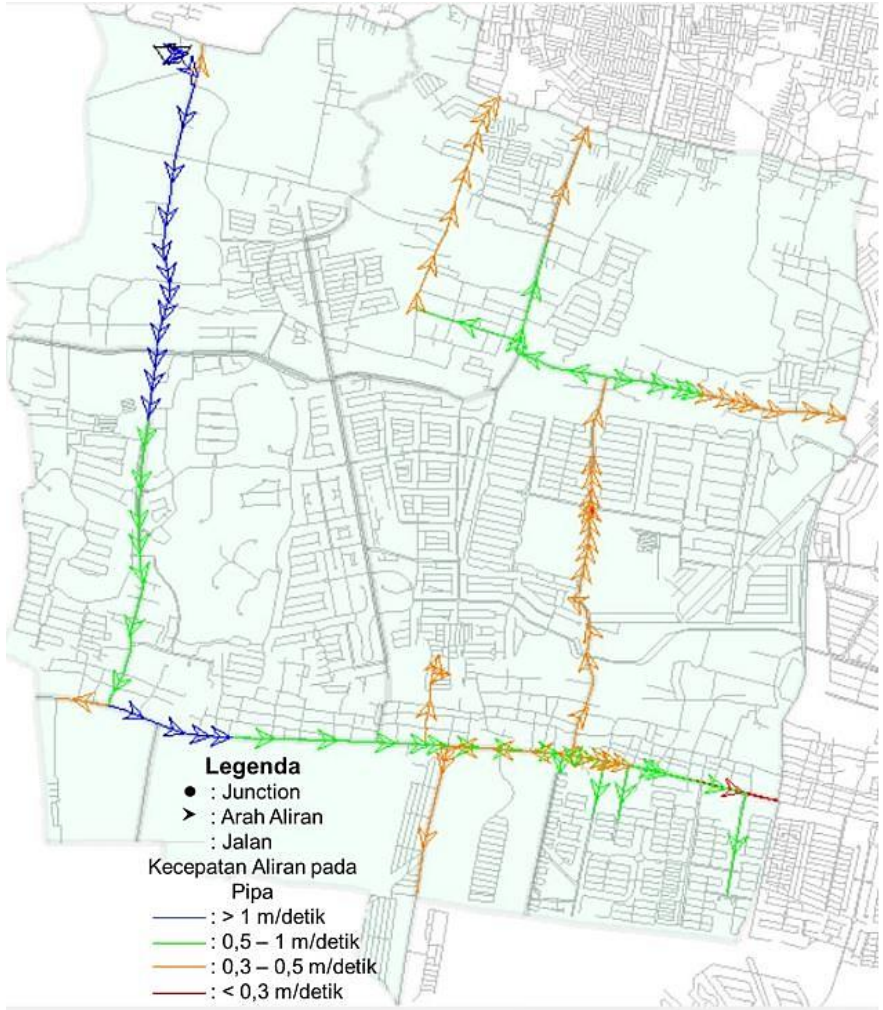 Legenda
: Junction
: Arah Aliran
: Jalan
Kecepatan Aliran pada
Pipa
: > 1 m/detik
: 0,5 – 1 m/detik
: 0,3 – 0,5 m/detik
: < 0,3 m/detik